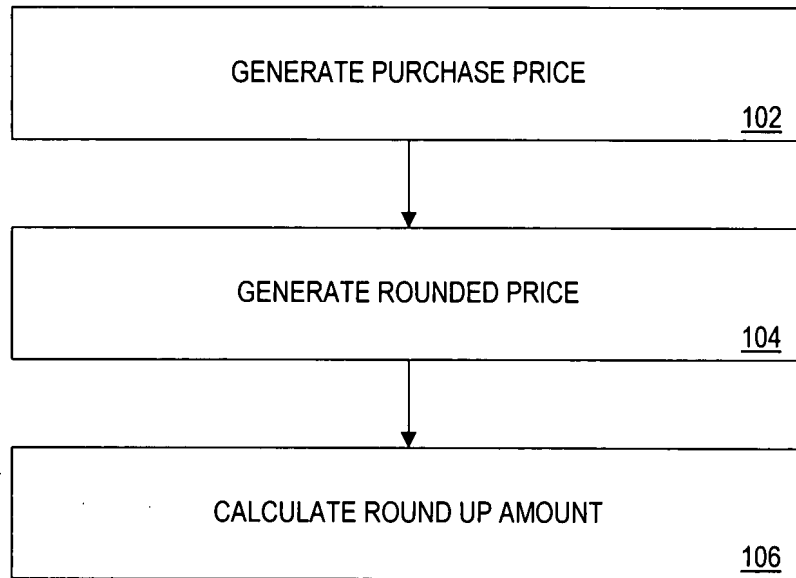 GENERATE PURCHASE PRICE
102
GENERATE ROUNDED PRICE
104
CALCULATE ROUND UP AMOUNT
106